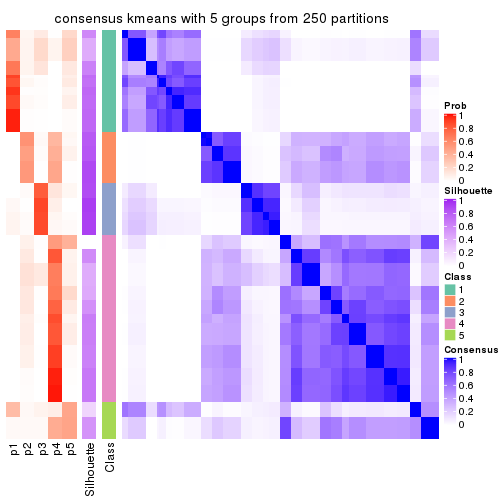 consensus kmeans with 5 groups from 250 partitions
Prob
1
0.8
0.6
0.4
0.2
0
Silhouette
1
0.8
0.6
0.4
0.2
0
Class
1
2
3
4
5
Consensus
1
0.8
0.6
0.4
0.2
0
p1
p2
p3
p4
p5
Silhouette
Class